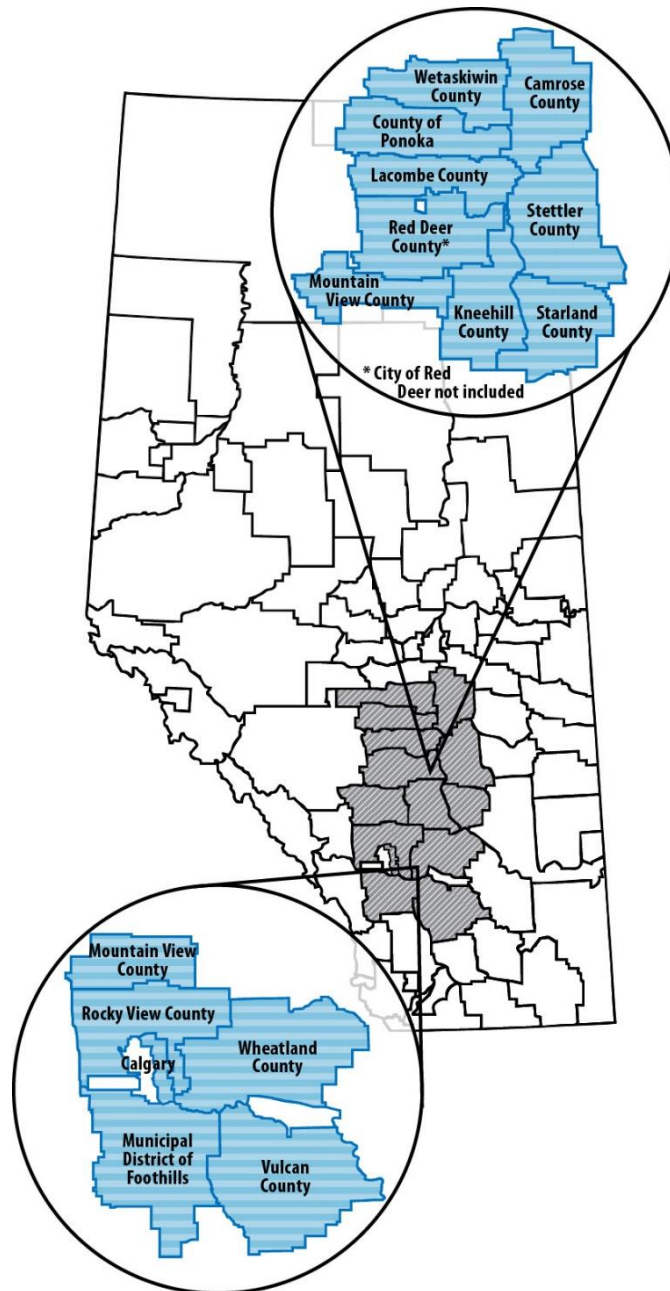 Wetaskiwin
County
Camrose
County
County of
Ponoka
Lacombe County
Red Deer
County*
Stettler
County
Mountain
View County
Kneehill
County
Starland
County
* City of Red
Deer not included
Mountain View
County
Rocky View County
Calgary
Wheatland
County
Municipal
District of
Foothills
Vulcan
County